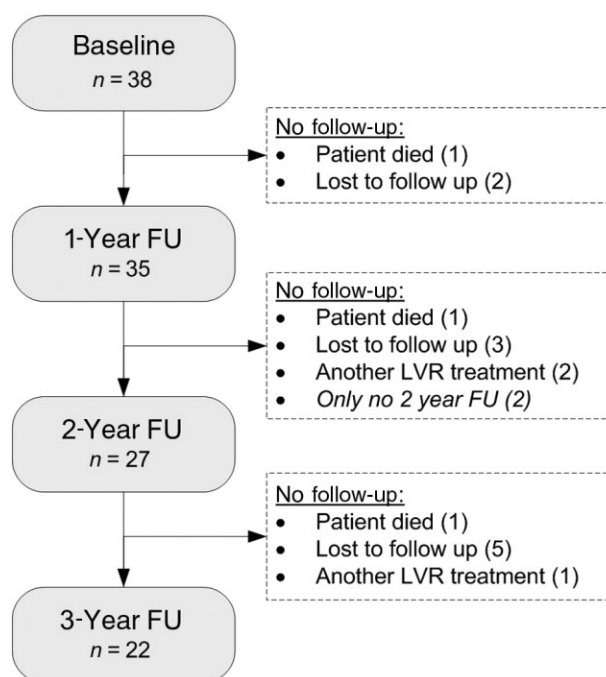 Baseline
n = 38
No follow-up:
• Patient died (1)
• Lost to follow up (2)
1-Year FU
n = 35
No follow-up:
• Patient died (1)
• Lost to follow up (3)
• Another LVR treatment (2)
• Only no 2 year FU (2)
2-Year FU
n = 27
No follow-up:
• Patient died (1)
• Lost to follow up (5)
• Another LVR treatment (1)
3-Year FU
n = 22